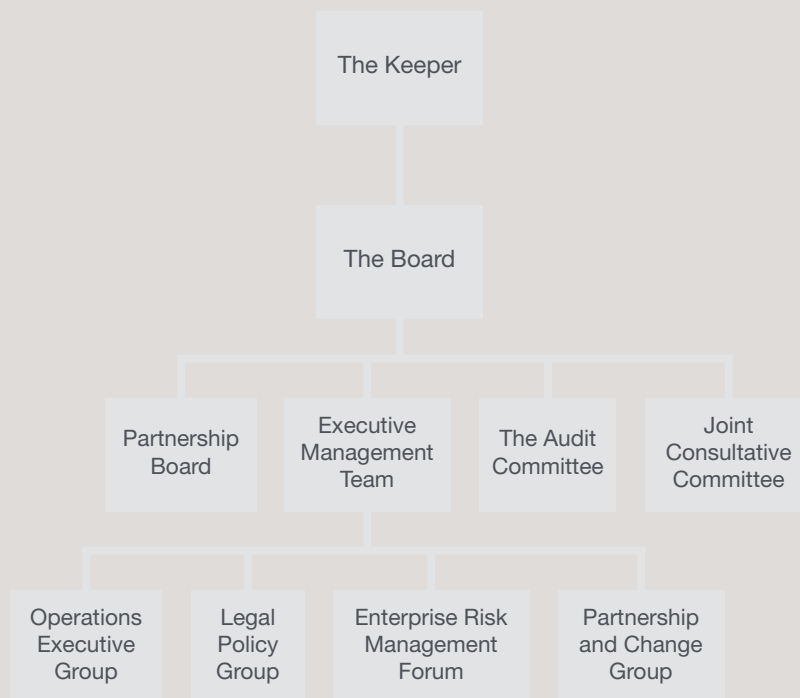 The Keeper
The Board
Partnership
Board
Executive
Management
Team
The Audit
Committee
Joint
Consultative
Committee
Operations
Executive
Group
Legal
Policy
Group
Enterprise Risk
Management
Forum
Partnership
and Change
Group